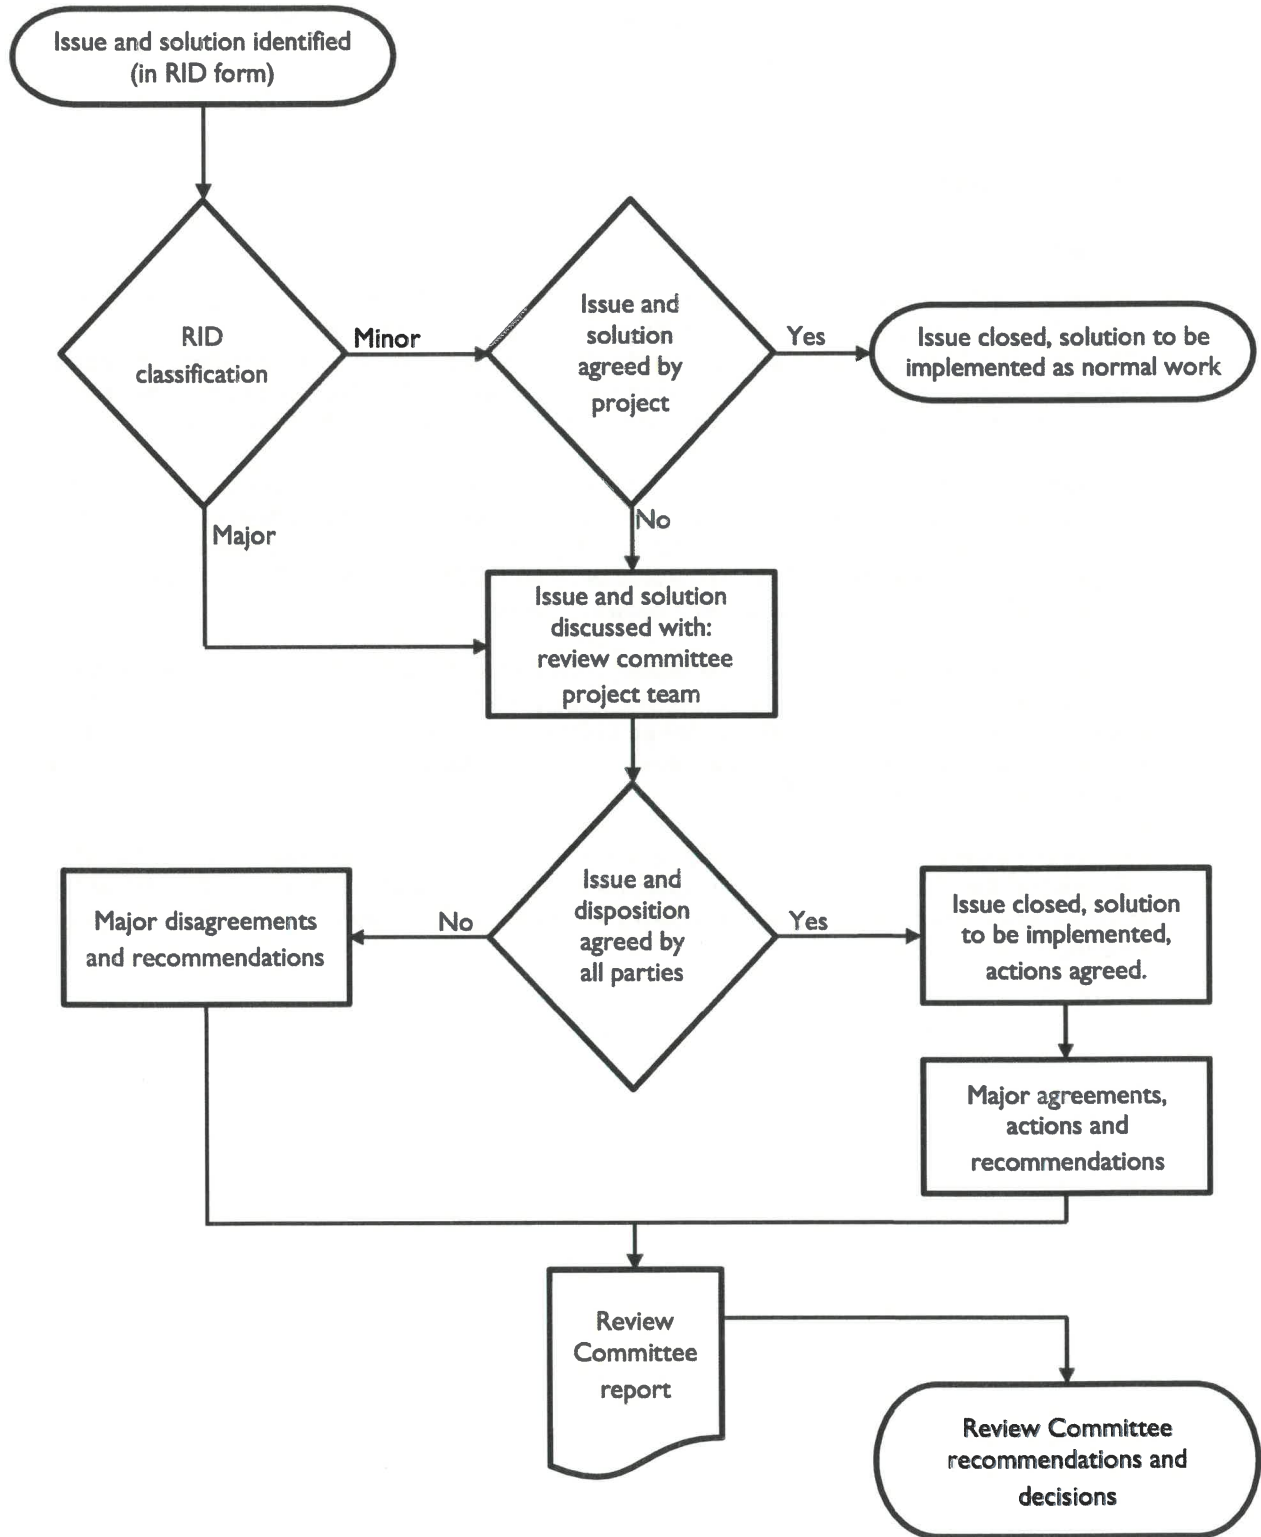 Issue and solution identified
(in RID form)
RID
classification
Minor
Issue and
solution
agreed by
project
Yes
Issue closed, solution to be
implemented as normal work
Major
No
Issue and solution
discussed with:
review committee
project team
Major disagreements
and recommendations
No
Issue and
disposition
agreed by
all parties
Yes
Issue closed, solution
to be implemented,
actions agreed.
Major agreements,
actions and
recommendations
Review
Committee
report
Review Committee
recommendations and
decisions